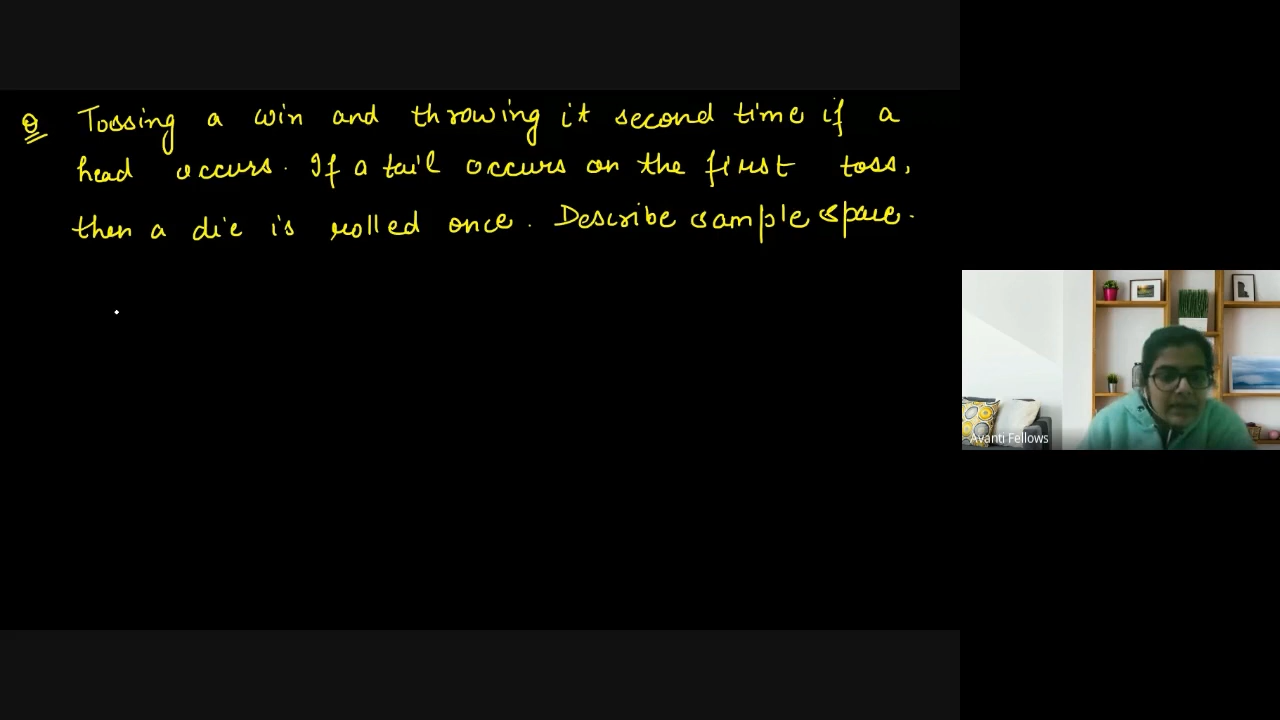 Q Tossing a coin and throwing it second time if a
head occurs. If a tail occurs on the first toss,
then a die is rolled once. Describe sample space.
Avanti Fellows